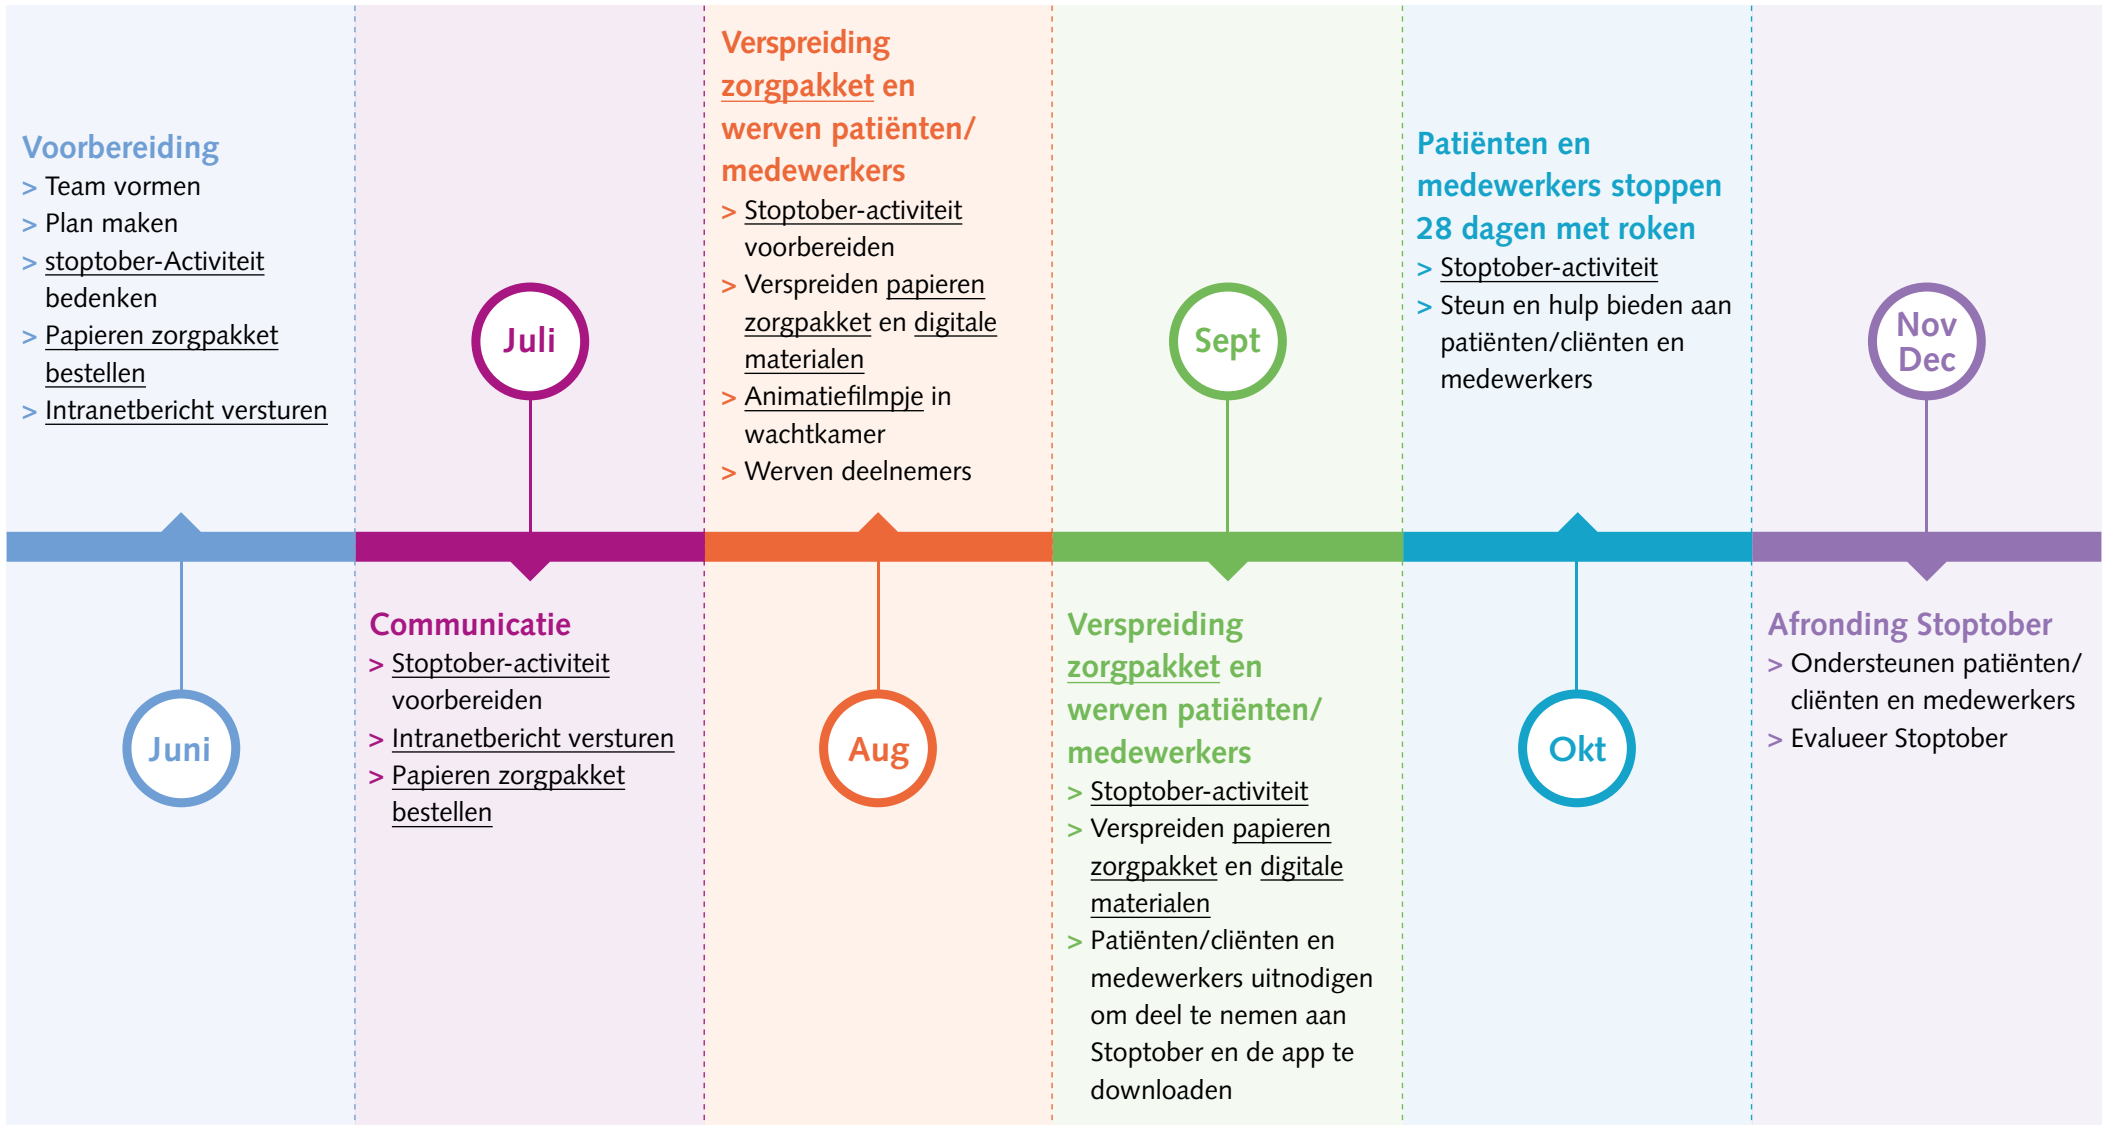 Voorbereiding
> Team vormen
> Plan maken
> stoptober-Activiteit
bedenken
> Papieren zorgpakket
bestellen
> Intranetbericht versturen
Juni
Juli
Communicatie
> Stoptober-activiteit
voorbereiden
> Intranetbericht versturen
> Papieren zorgpakket
bestellen
Verspreiding
zorgpakket en
werven patiënten/
medewerkers
> Stoptober-activiteit
voorbereiden
> Verspreiden papieren
zorgpakket en digitale
materialen
> Animatiefilmpje in
wachtkamer
> Werven deelnemers
Aug
Sept
Verspreiding
zorgpakket en
werven patiënten/
medewerkers
> Stoptober-activiteit
> Verspreiden papieren
zorgpakket en digitale
materialen
> Patiënten/cliënten en
medewerkers uitnodigen
om deel te nemen aan
Stoptober en de app te
downloaden
Patiënten en
medewerkers stoppen
28 dagen met roken
> Stoptober-activiteit
> Steun en hulp bieden aan
patiënten/cliënten en
medewerkers
Okt
Nov
Dec
Afronding Stoptober
> Ondersteunen patiënten/
cliënten en medewerkers
> Evalueer Stoptober